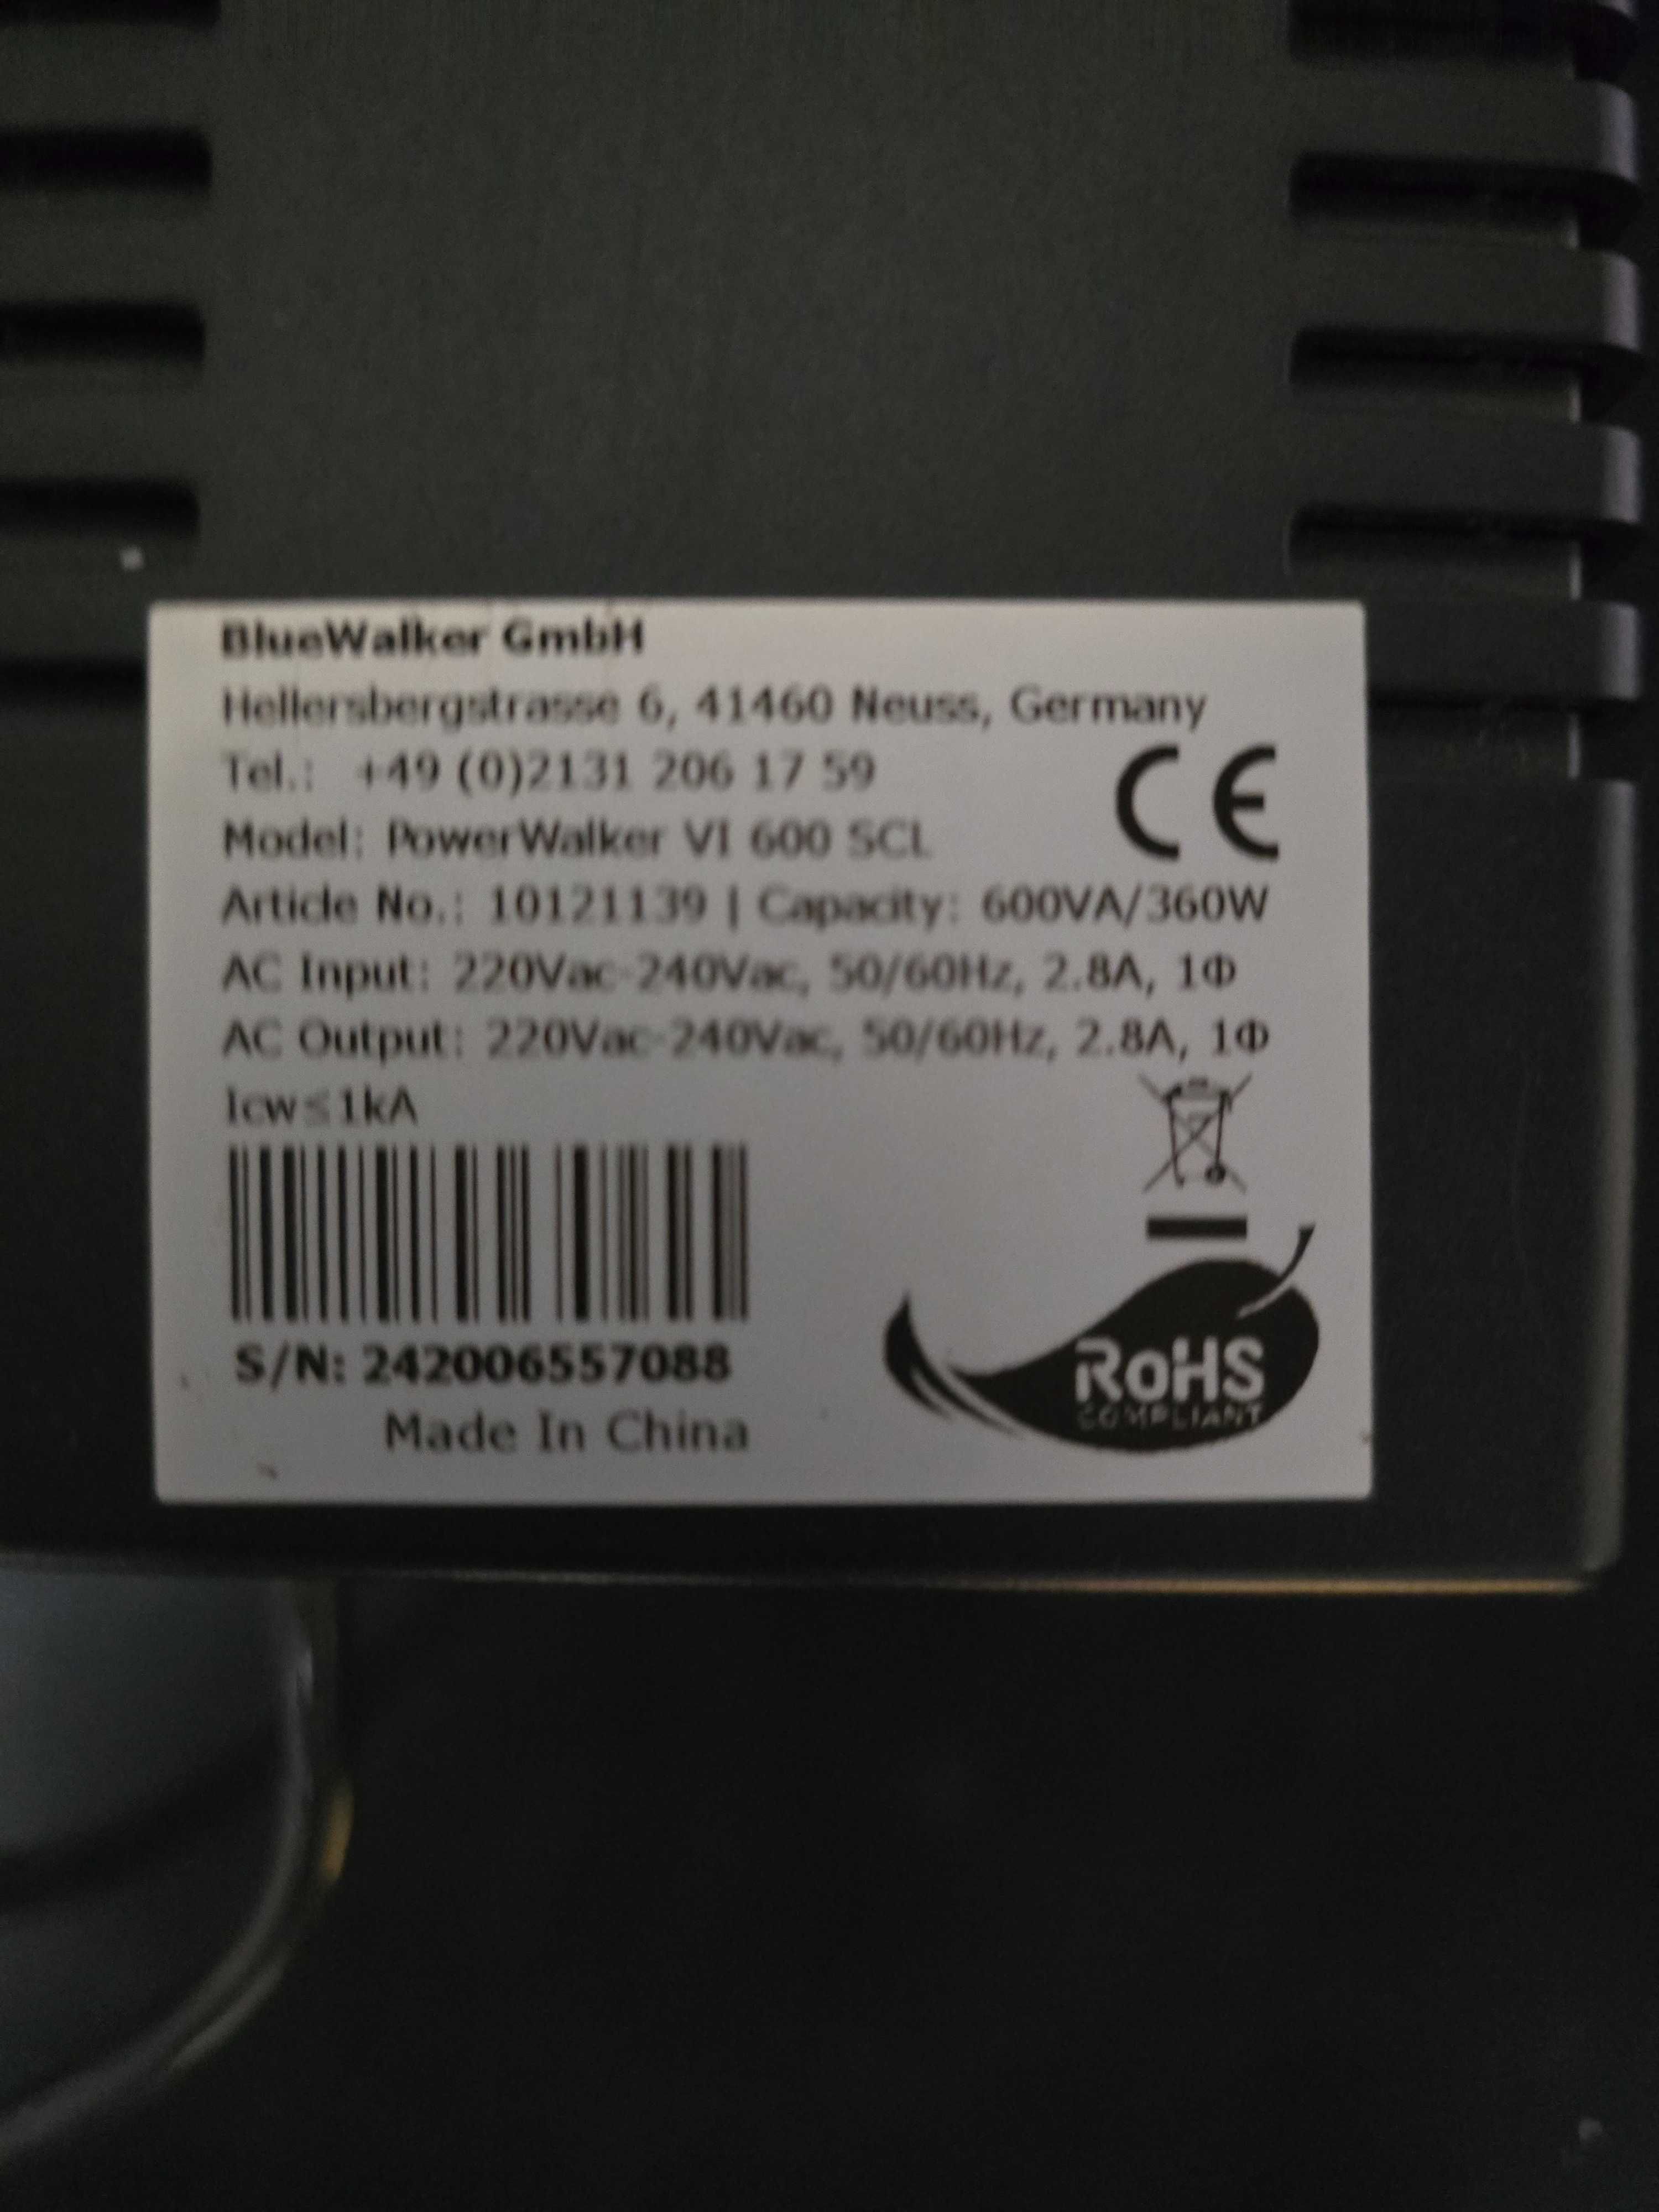 BlueWalker GmbH
Hellersbergstrasse 6, 41460 Neuss, Germany
Tel.: +49 (0)2131 206 17 59
CE
Model: PowerWalker VI 600 SCL
Article No.: 10121139 | Capacity: 600VA/360W
AC Input: 220Vac-240Vac, 50/60Hz, 2.8A, 1Φ
AC Output: 220Vac-240Vac, 50/60Hz, 2.8A, 1Φ
Icw≤1kA
S/N: 242006557088
Made In China
RoHS
COMPLIANT